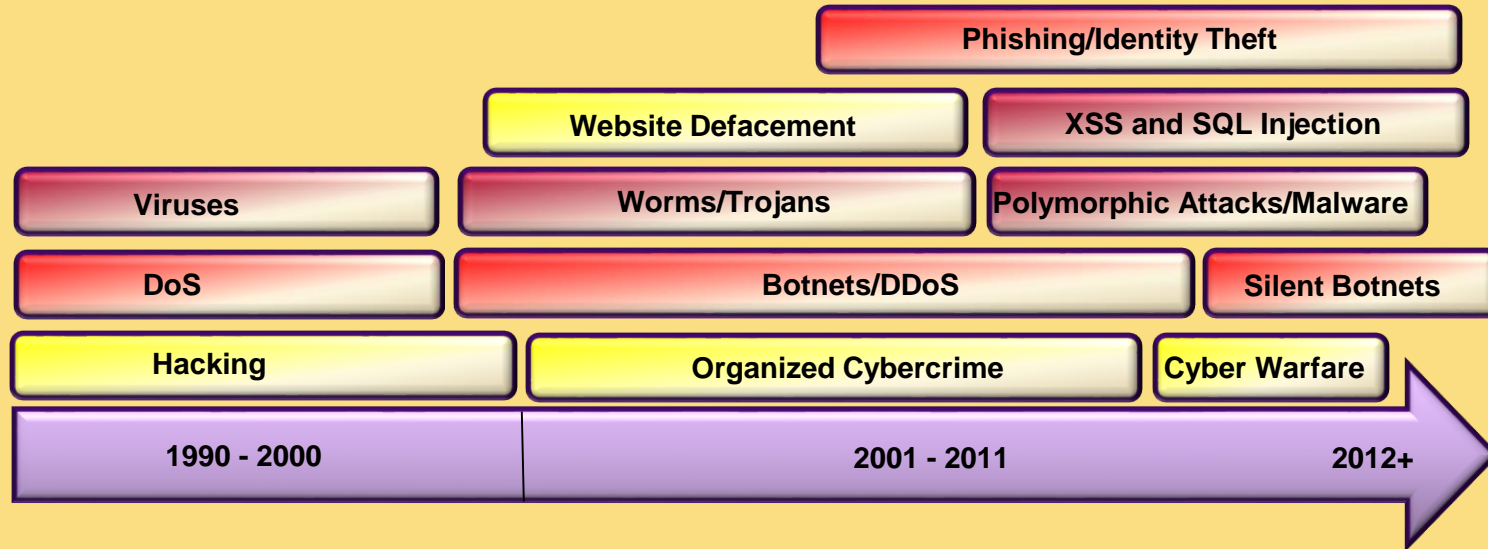 Phishing/Identity Theft
Website Defacement
XSS and SQL Injection
Viruses
Worms/Trojans
Polymorphic Attacks/Malware
DoS
Botnets/DDoS
Silent Botnets
Hacking
Organized Cybercrime
Cyber Warfare
1990 - 2000
2001 - 2011
2012+